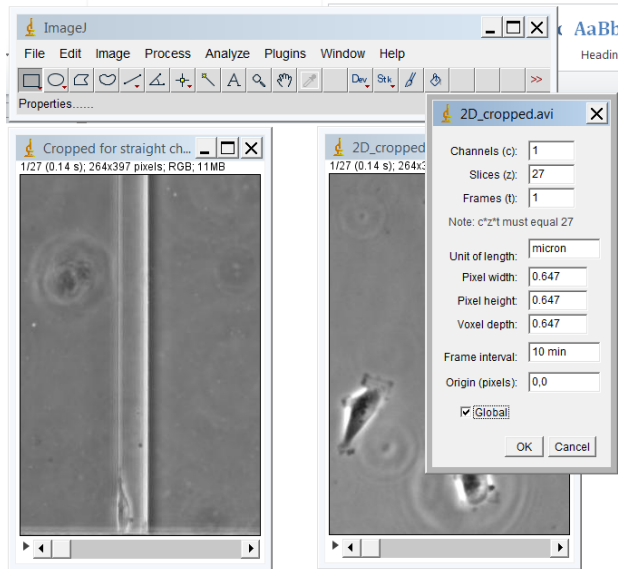 ImageJ
File Edit Image Process Analyze Plugins Window Help
A Dev Stk >>
Properties......
AaBb
Headin
Cropped for straight ch...
1/27 (0.14 s); 264x397 pixels; RGB; 11MB
2D_cropped
1/27 (0.14 s); 264x3
2D_cropped.avi
Channels (c): 1
Slices (z): 27
Frames (t): 1
Note: c*z*t must equal 27
Unit of length: micron
Pixel width: 0.647
Pixel height: 0.647
Voxel depth: 0.647
Frame interval: 10 min
Origin (pixels): 0,0
Global
OK Cancel